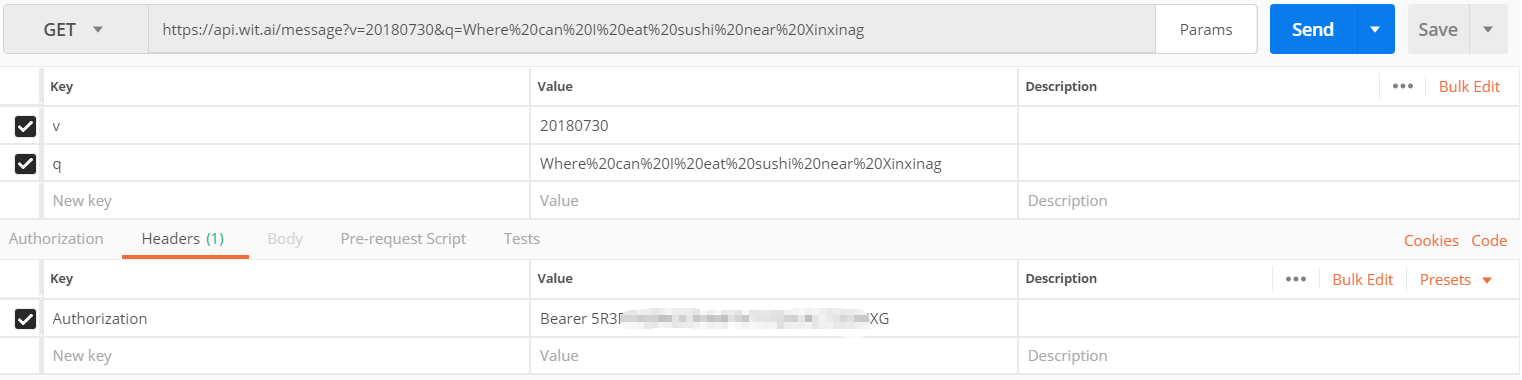 GET https://api.wit.ai/message?v=20180730&q=Where%20can%20I%20eat%20sushi%20near%20Xinxinag Params Send Save
Key Value Description ••• Bulk Edit
v 20180730
q Where%20can%20I%20eat%20sushi%20near%20Xinxinag
New key Value Description
Authorization Headers (1) Body Pre-request Script Tests Cookies Code
Key Value Description ••• Bulk Edit Presets
Authorization Bearer 5R3 XG
New key Value Description